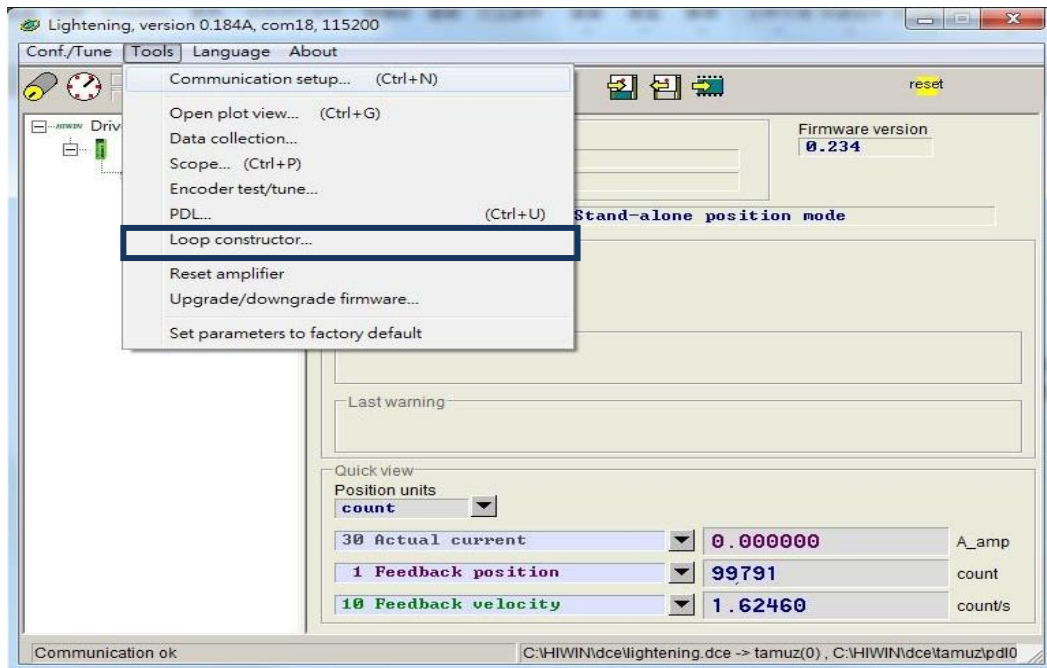 Lightening, version 0.184A, com18, 115200
Conf./Tune Tools Language About
Communication setup... (Ctrl+N)
Open plot view... (Ctrl+G)
Data collection...
Scope... (Ctrl+P)
Encoder test/tune...
PDL... (Ctrl+U)
Loop constructor...
Reset amplifier
Upgrade/downgrade firmware...
Set parameters to factory default
reset
HIWIN Driv
Firmware version
0.234
Stand-alone position mode
Last warning
Quick view
Position units
count
30 Actual current 0.000000 A_amp
1 Feedback position 99791 count
10 Feedback velocity 1.62460 count/s
Communication ok C:\HIWIN\dce\lightening.dce -> tamuz(0) , C:\HIWIN\dce\tamuz\pdl0